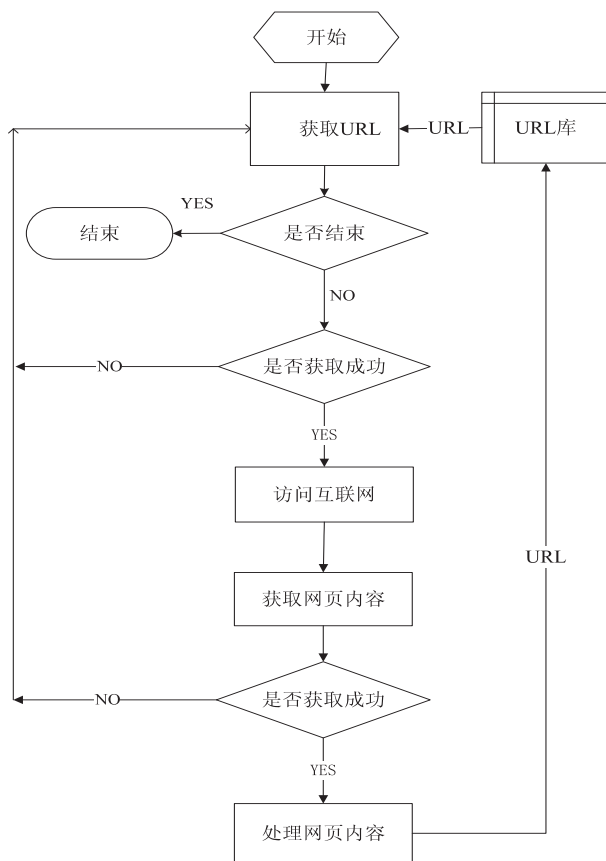 开始
获取URL
URL
URL库
YES
结束
是否结束
NO
NO
是否获取成功
YES
访问互联网
URL
获取网页内容
NO
是否获取成功
YES
处理网页内容